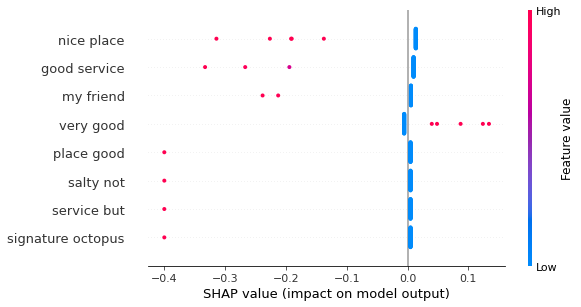 High
nice place
good service
my friend
very good
place good
salty not
service but
signature octopus
Feature value
Low
−0.4 −0.3 −0.2 −0.1 0.0 0.1
SHAP value (impact on model output)